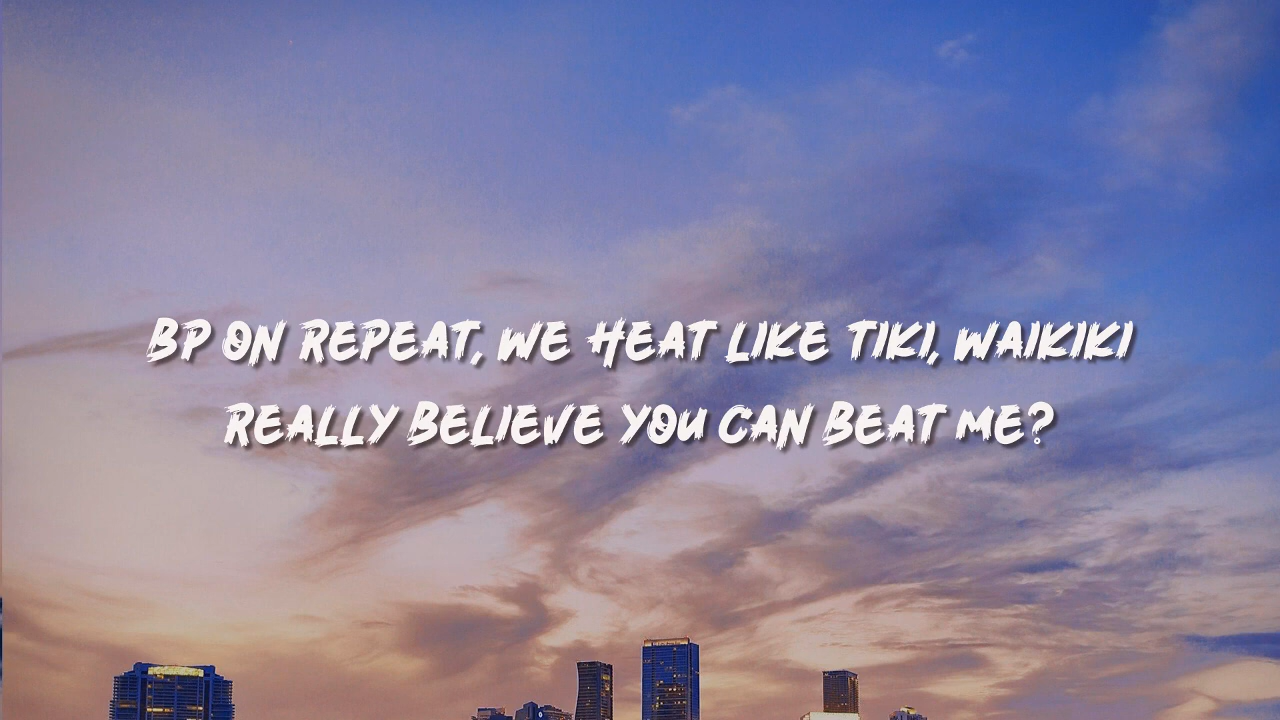 BP ON REPEAT, WE HEAT LIKE TIKI, WAIKIKI
REALLY BELIEVE YOU CAN BEAT ME?